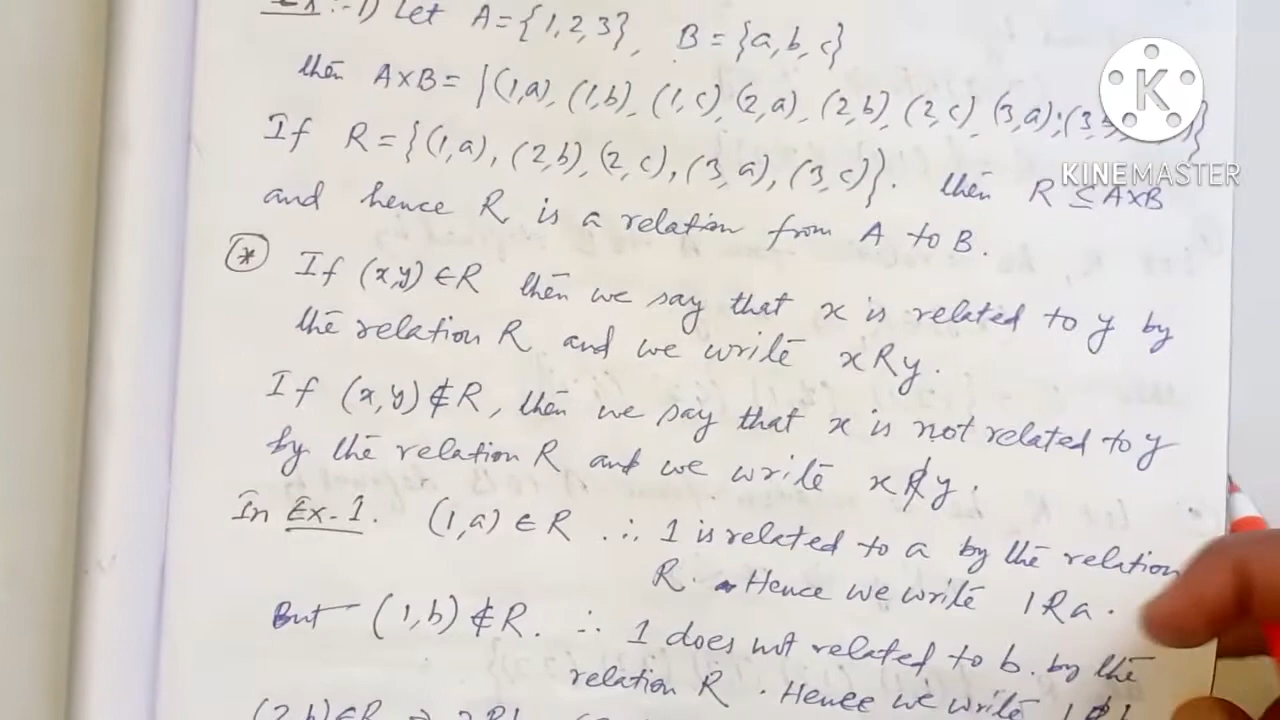 Ex:-1) Let A={1,2,3}, B={a,b,c}
then A×B={(1,a), (1,b), (1,c), (2,a), (2,b), (2,c), (3,a), (3, )}
If R={(1,a), (2,b), (2,c), (3,a), (3,c)}. then R⊆A×B
and hence R is a relation from A to B.
(*) If (x,y)∈R then we say that x is related to y by
the relation R and we write xRy.
If (x,y)∉R, then we say that x is not related to y
by the relation R and we write xR̸y.
In Ex-1. (1,a)∈R ∴ 1 is related to a by the relation
R. Hence we write 1Ra.
But (1,b)∉R. ∴ 1 does not related to b. by the
relation R. Hence we write
(2,b)∈R ⇒
K
KINEMASTER